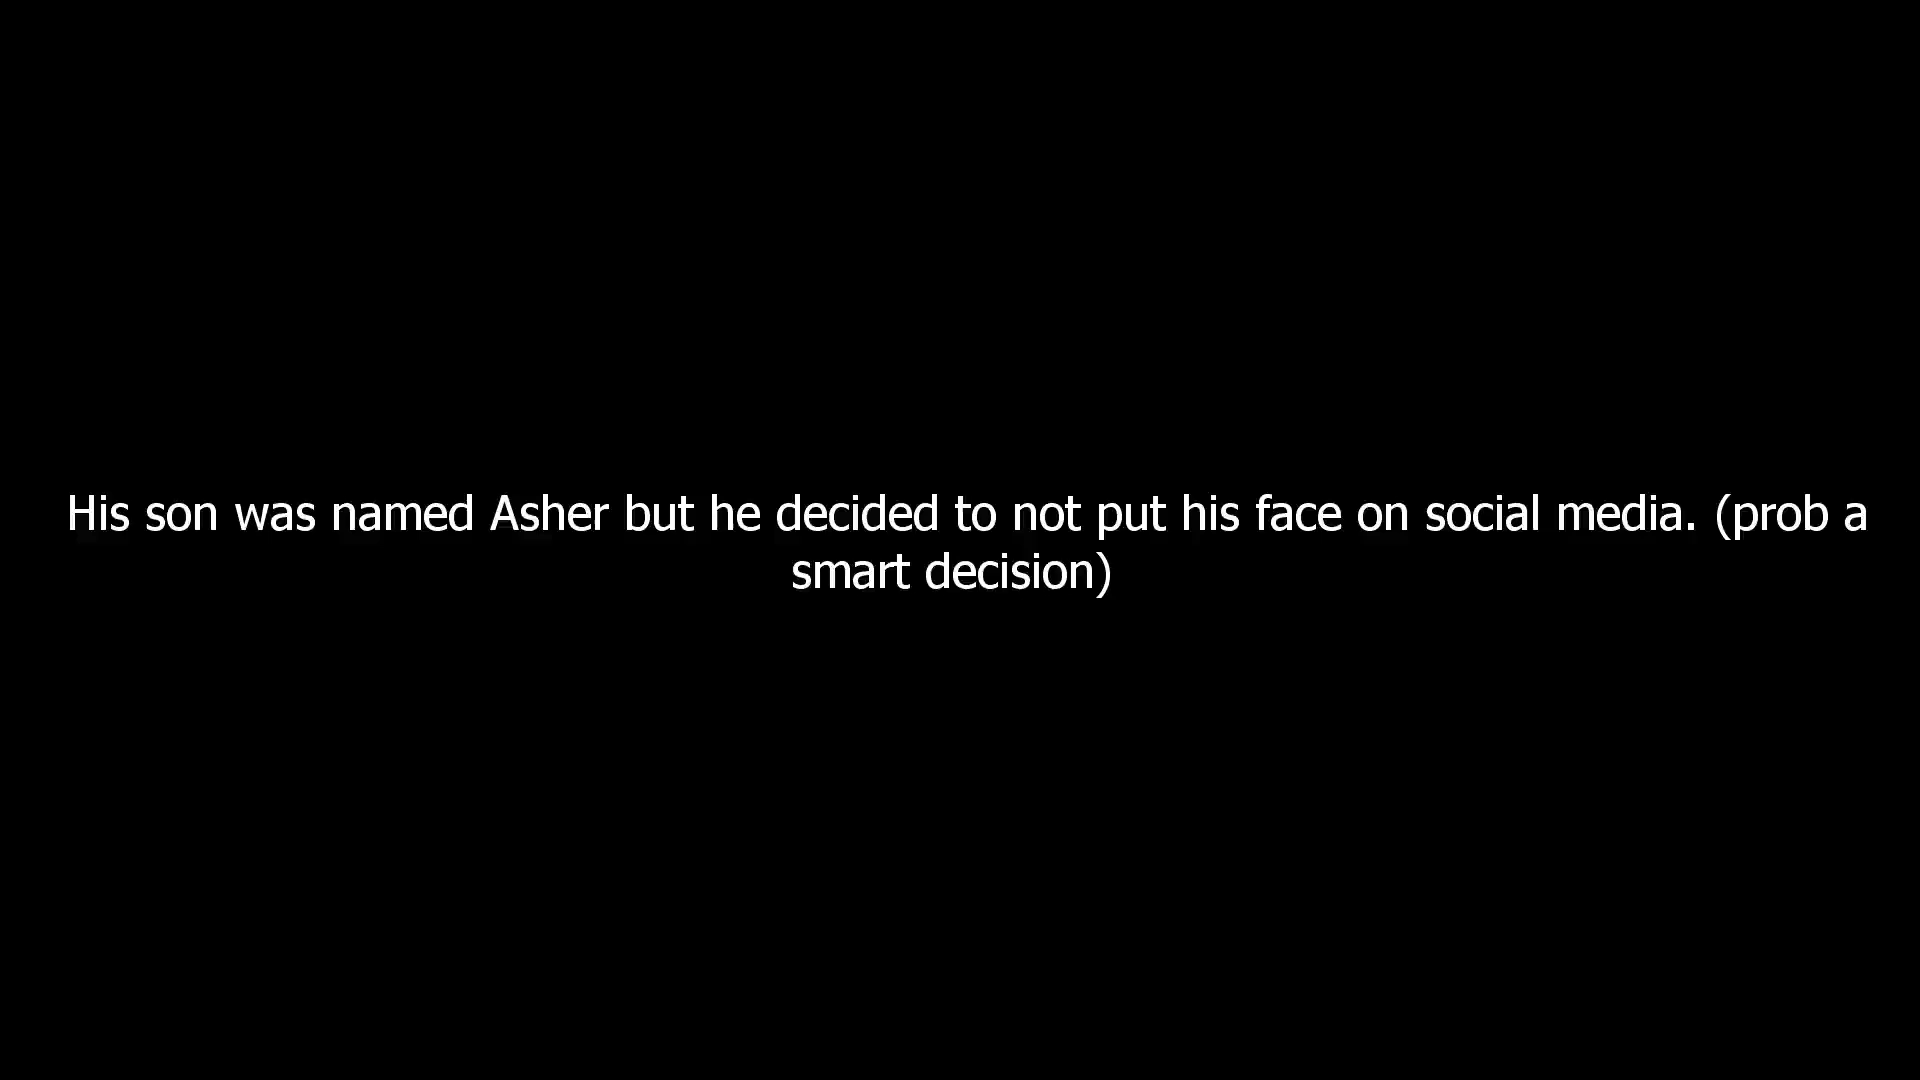 His son was named Asher but he decided to not put his face on social media. (prob a
smart decision)